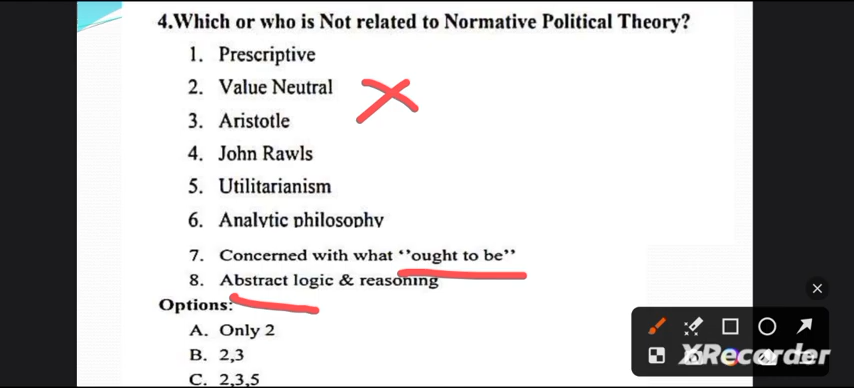 4.Which or who is Not related to Normative Political Theory?
1. Prescriptive
2. Value Neutral
3. Aristotle
4. John Rawls
5. Utilitarianism
6. Analytic philosophy
7. Concerned with what ‘’ought to be’’
8. Abstract logic & reasoning
Options:
A. Only 2
B. 2,3
C. 2,3,5
XRecorder